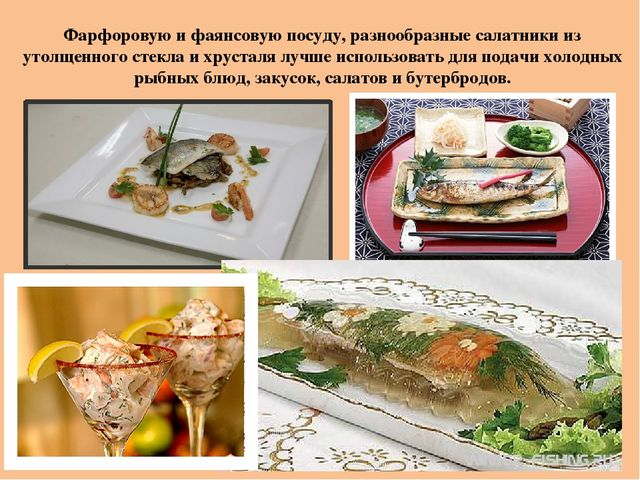 Фарфоровую и фаянсовую посуду, разнообразные салатники из
утолщенного стекла и хрусталя лучше использовать для подачи холодных
рыбных блюд, закусок, салатов и бутербродов.